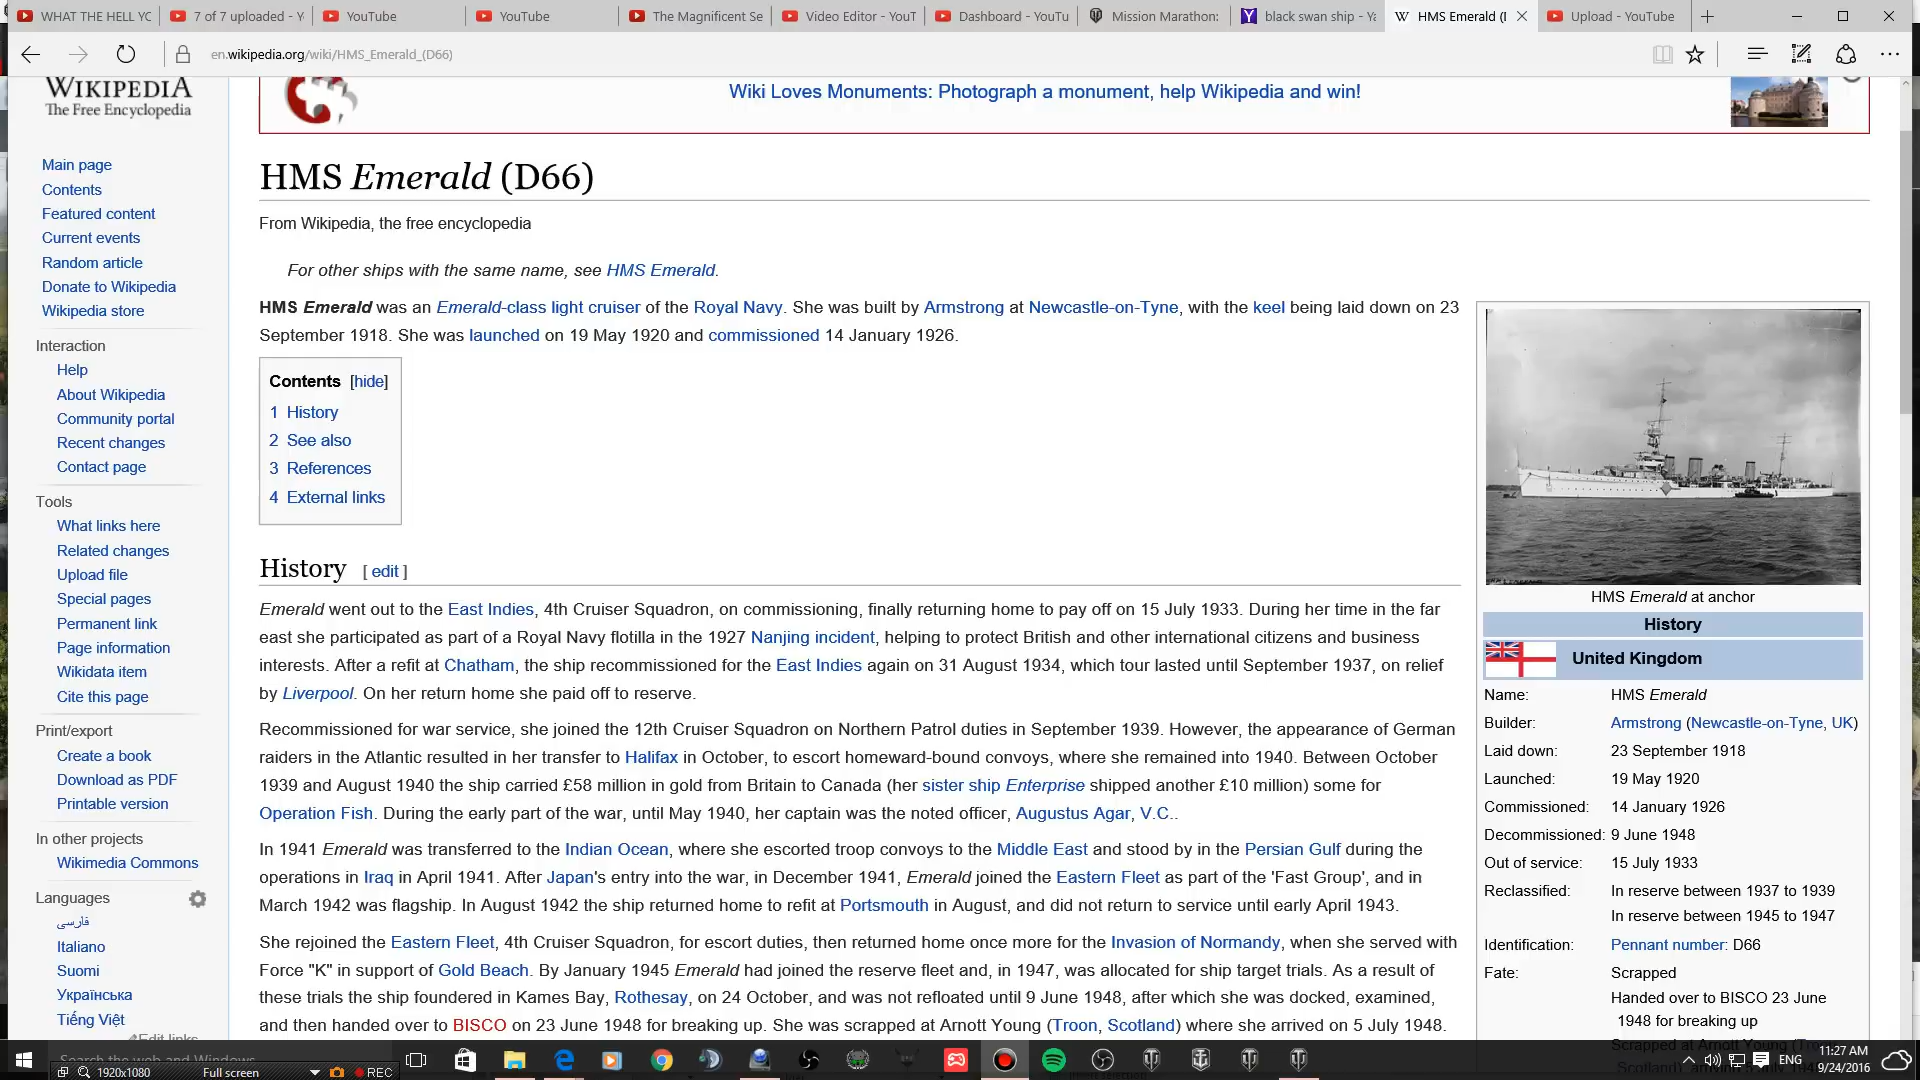 WHAT THE HELL YO
7 of 7 uploaded - Yo
YouTube
YouTube
The Magnificent Se
Video Editor - YouT
Dashboard - YouTu
Mission Marathon:
black swan ship - Ya
HMS Emerald (D
Upload - YouTube
en.wikipedia.org/wiki/HMS_Emerald_(D66)
WIKIPEDIA
The Free Encyclopedia
Main page
Contents
Featured content
Current events
Random article
Donate to Wikipedia
Wikipedia store
Interaction
Help
About Wikipedia
Community portal
Recent changes
Contact page
Tools
What links here
Related changes
Upload file
Special pages
Permanent link
Page information
Wikidata item
Cite this page
Print/export
Create a book
Download as PDF
Printable version
In other projects
Wikimedia Commons
Languages
فارسی
Italiano
Suomi
Українська
Tiếng Việt
Edit links
Wiki Loves Monuments: Photograph a monument, help Wikipedia and win!
HMS Emerald (D66)
From Wikipedia, the free encyclopedia
For other ships with the same name, see HMS Emerald.
HMS Emerald was an Emerald-class light cruiser of the Royal Navy. She was built by Armstrong at Newcastle-on-Tyne, with the keel being laid down on 23
September 1918. She was launched on 19 May 1920 and commissioned 14 January 1926.
Contents [hide]
1 History
2 See also
3 References
4 External links
History [ edit ]
Emerald went out to the East Indies, 4th Cruiser Squadron, on commissioning, finally returning home to pay off on 15 July 1933. During her time in the far
east she participated as part of a Royal Navy flotilla in the 1927 Nanjing incident, helping to protect British and other international citizens and business
interests. After a refit at Chatham, the ship recommissioned for the East Indies again on 31 August 1934, which tour lasted until September 1937, on relief
by Liverpool. On her return home she paid off to reserve.
Recommissioned for war service, she joined the 12th Cruiser Squadron on Northern Patrol duties in September 1939. However, the appearance of German
raiders in the Atlantic resulted in her transfer to Halifax in October, to escort homeward-bound convoys, where she remained into 1940. Between October
1939 and August 1940 the ship carried £58 million in gold from Britain to Canada (her sister ship Enterprise shipped another £10 million) some for
Operation Fish. During the early part of the war, until May 1940, her captain was the noted officer, Augustus Agar, V.C..
In 1941 Emerald was transferred to the Indian Ocean, where she escorted troop convoys to the Middle East and stood by in the Persian Gulf during the
operations in Iraq in April 1941. After Japan's entry into the war, in December 1941, Emerald joined the Eastern Fleet as part of the 'Fast Group', and in
March 1942 was flagship. In August 1942 the ship returned home to refit at Portsmouth in August, and did not return to service until early April 1943.
She rejoined the Eastern Fleet, 4th Cruiser Squadron, for escort duties, then returned home once more for the Invasion of Normandy, when she served with
Force "K" in support of Gold Beach. By January 1945 Emerald had joined the reserve fleet and, in 1947, was allocated for ship target trials. As a result of
these trials the ship foundered in Kames Bay, Rothesay, on 24 October, and was not refloated until 9 June 1948, after which she was docked, examined,
and then handed over to BISCO on 23 June 1948 for breaking up. She was scrapped at Arnott Young (Troon, Scotland) where she arrived on 5 July 1948.
HMS Emerald at anchor
History
United Kingdom
Name: HMS Emerald
Builder: Armstrong (Newcastle-on-Tyne, UK)
Laid down: 23 September 1918
Launched: 19 May 1920
Commissioned: 14 January 1926
Decommissioned: 9 June 1948
Out of service: 15 July 1933
Reclassified: In reserve between 1937 to 1939
In reserve between 1945 to 1947
Identification: Pennant number: D66
Fate: Scrapped
Handed over to BISCO 23 June
1948 for breaking up
Scrapped at Arnott Young (Troon,
Search the web and Windows
1920x1080
Full screen
REC
ENG
11:27 AM
9/24/2016